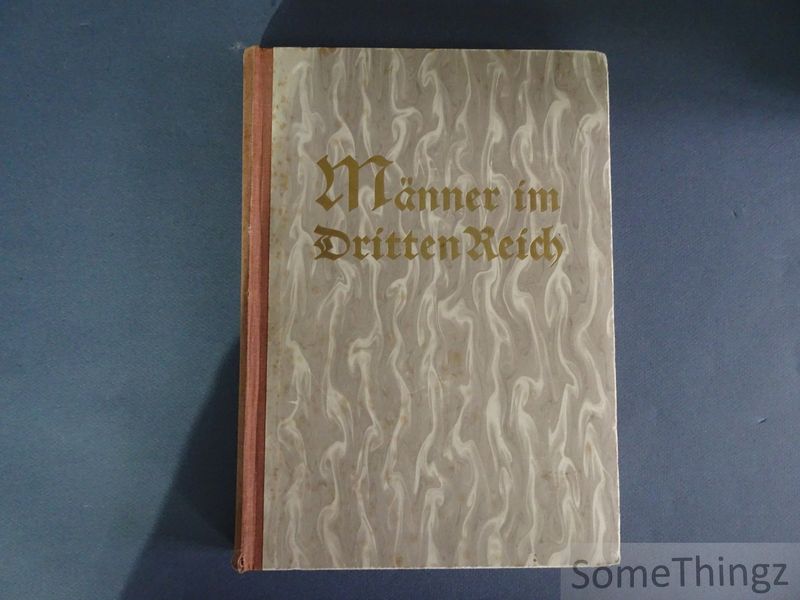 Männer im
Dritten Reich
SomeThingz